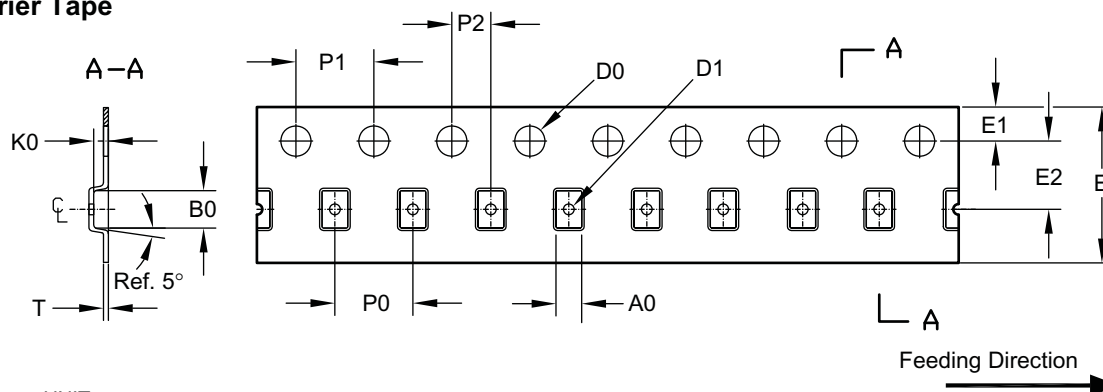 rier Tape
P2
P1
A
A-A
D0
D1
E1
K0
E2
E
B0
℄
Ref. 5°
T
P0
A0
A
Feeding Direction